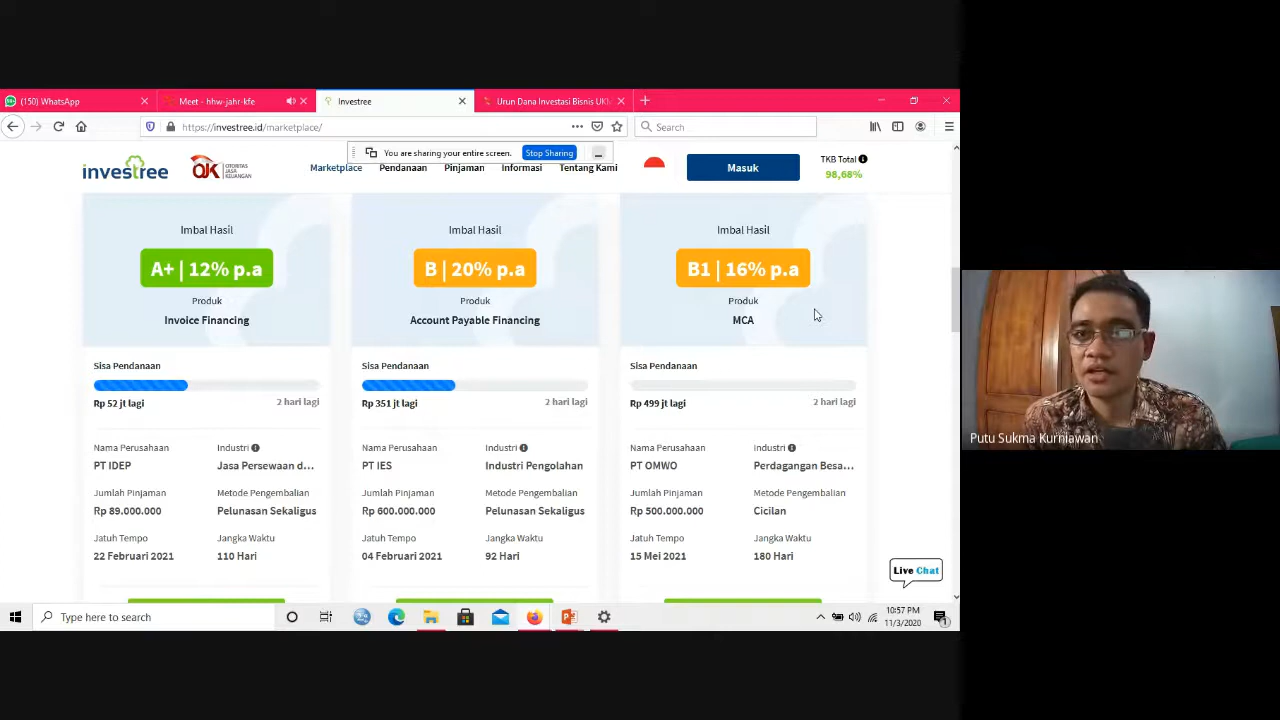 (150) WhatsApp
Meet - hhw-jahr-kfe
Investree
Urun Dana Investasi Bisnis UKM
https://investree.id/marketplace/
Search
You are sharing your entire screen.
Stop Sharing
investree
OTORITAS
JASA
KEUANGAN
Marketplace
Pendanaan
Pinjaman
Informasi
Tentang Kami
Masuk
TKB Total
98,68%
Imbal Hasil
A+ | 12% p.a
Produk
Invoice Financing
Sisa Pendanaan
Rp 52 jt lagi 2 hari lagi
Nama Perusahaan Industri
PT IDEP Jasa Persewaan d...
Jumlah Pinjaman Metode Pengembalian
Rp 89.000.000 Pelunasan Sekaligus
Jatuh Tempo Jangka Waktu
22 Februari 2021 110 Hari
Imbal Hasil
B | 20% p.a
Produk
Account Payable Financing
Sisa Pendanaan
Rp 351 jt lagi 2 hari lagi
Nama Perusahaan Industri
PT IES Industri Pengolahan
Jumlah Pinjaman Metode Pengembalian
Rp 600.000.000 Pelunasan Sekaligus
Jatuh Tempo Jangka Waktu
04 Februari 2021 92 Hari
Imbal Hasil
B1 | 16% p.a
Produk
MCA
Sisa Pendanaan
Rp 499 jt lagi 2 hari lagi
Nama Perusahaan Industri
PT OMWO Perdagangan Besa...
Jumlah Pinjaman Metode Pengembalian
Rp 500.000.000 Cicilan
Jatuh Tempo Jangka Waktu
15 Mei 2021 180 Hari
Live Chat
Putu Sukma Kurniawan
Type here to search
10:57 PM
11/3/2020